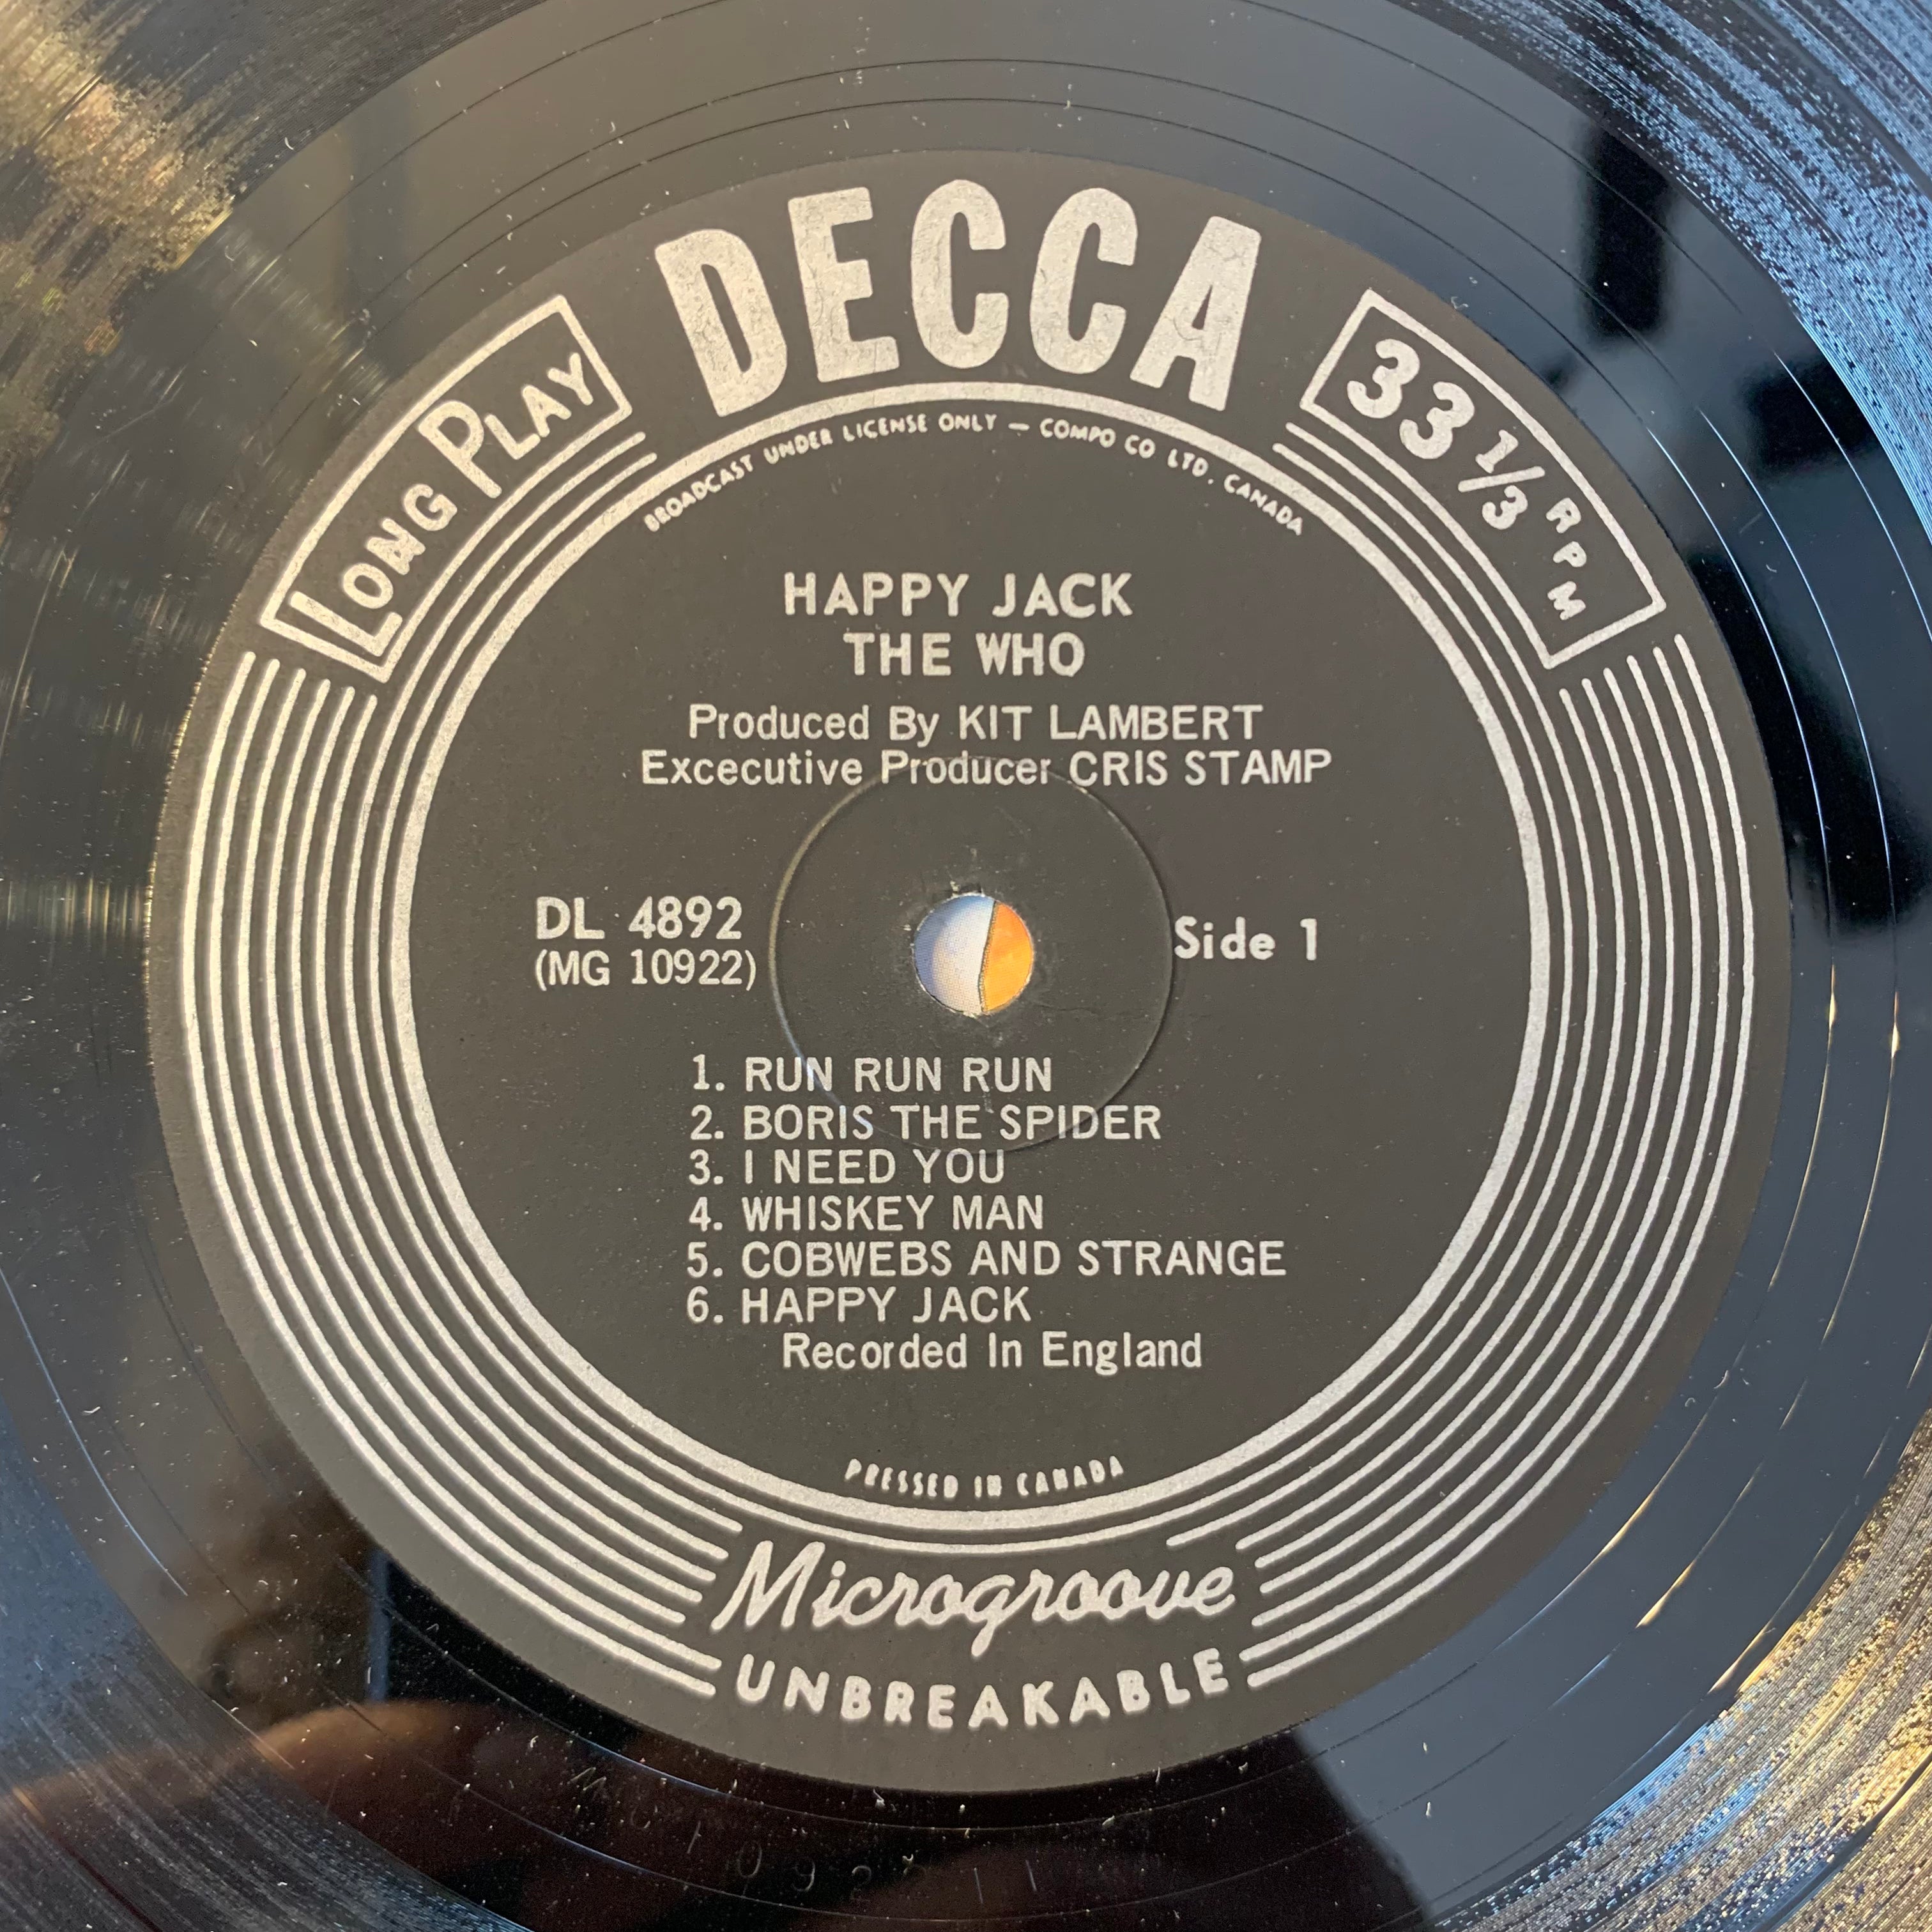 DECCA
LONG PLAY
33 1/3 RPM
BROADCAST UNDER LICENSE ONLY — COMPO CO LTD. CANADA
HAPPY JACK
THE WHO
Produced By KIT LAMBERT
Excecutive Producer CRIS STAMP
DL 4892
(MG 10922)
Side 1
1. RUN RUN RUN
2. BORIS THE SPIDER
3. I NEED YOU
4. WHISKEY MAN
5. COBWEBS AND STRANGE
6. HAPPY JACK
Recorded In England
PRESSED IN CANADA
Microgroove
UNBREAKABLE